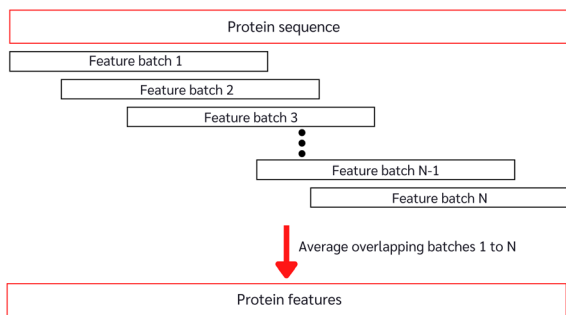 Protein sequence
Feature batch 1
Feature batch 2
Feature batch 3
Feature batch N-1
Feature batch N
Average overlapping batches 1 to N
Protein features